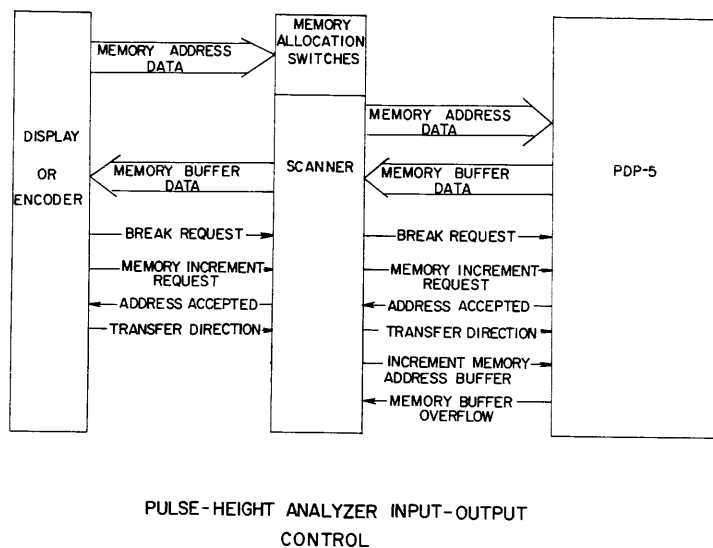 MEMORY
ALLOCATION
SWITCHES
MEMORY ADDRESS
DATA
MEMORY ADDRESS
DATA
DISPLAY
OR
ENCODER
SCANNER
PDP-5
MEMORY BUFFER
DATA
MEMORY BUFFER
DATA
BREAK REQUEST
BREAK REQUEST
MEMORY INCREMENT
REQUEST
MEMORY INCREMENT
REQUEST
ADDRESS ACCEPTED
ADDRESS ACCEPTED
TRANSFER DIRECTION
TRANSFER DIRECTION
INCREMENT MEMORY
ADDRESS BUFFER
MEMORY BUFFER
OVERFLOW
PULSE-HEIGHT ANALYZER INPUT-OUTPUT
CONTROL